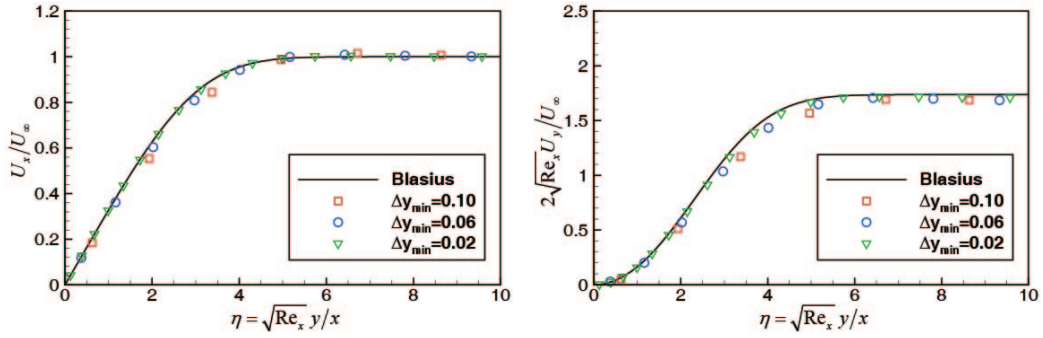 1.2
1
0.8
0.6
0.4
0.2
0
U_x/U_∞
Blasius
Δy_min=0.10
Δy_min=0.06
Δy_min=0.02
0 2 4 6 8 10
η = √Re_x y/x
2.5
2
1.5
1
0.5
0
2√Re_x U_y/U_∞
Blasius
Δy_min=0.10
Δy_min=0.06
Δy_min=0.02
0 2 4 6 8 10
η = √Re_x y/x